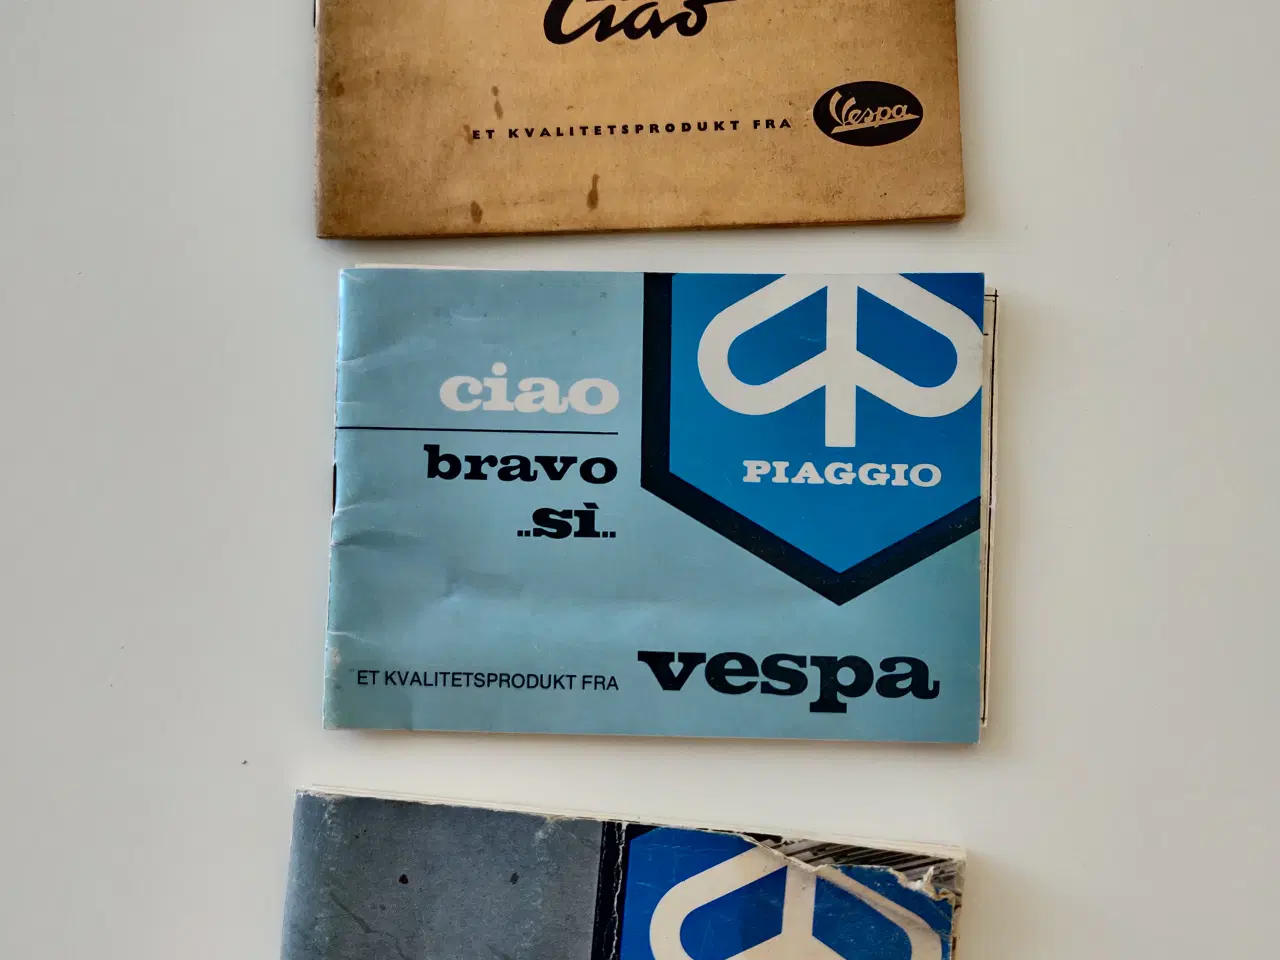 Ciao
ET KVALITETSPRODUKT FRA Vespa
ciao
bravo
..sì..
PIAGGIO
ET KVALITETSPRODUKT FRA vespa